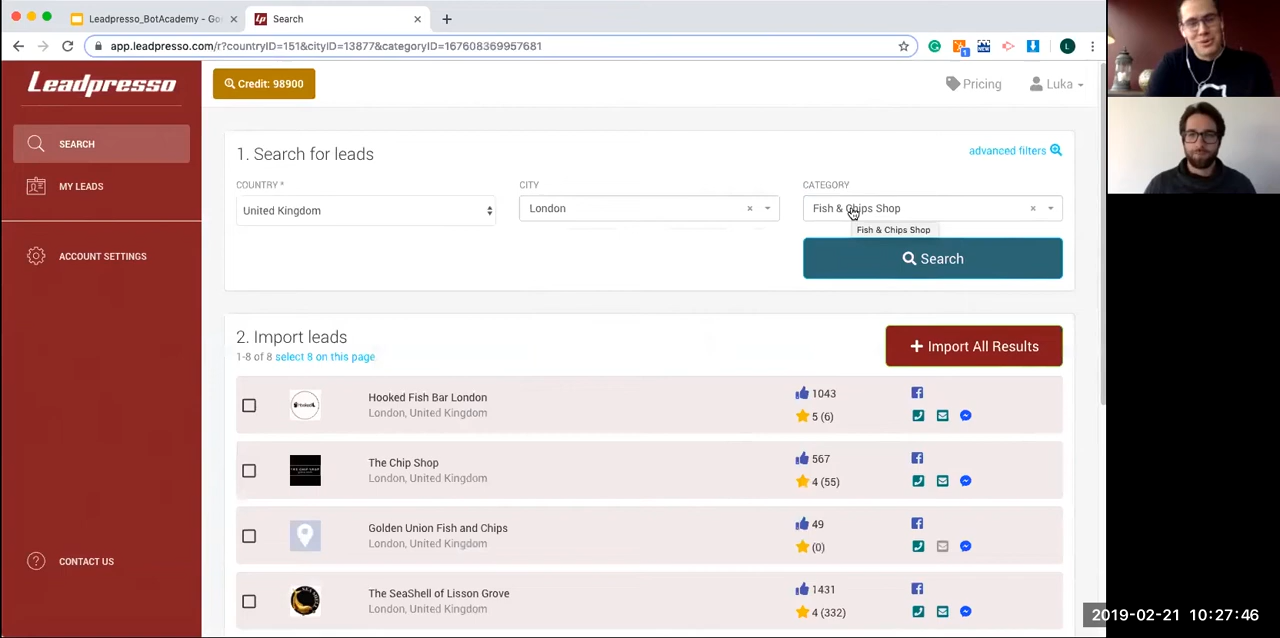 Leadpresso_BotAcademy - Go
Search
app.leadpresso.com/r?countryID=151&cityID=13877&categoryID=167608369957681
L
Leadpresso
Credit: 98900
Pricing
Luka
SEARCH
MY LEADS
ACCOUNT SETTINGS
CONTACT US
1. Search for leads
advanced filters
COUNTRY *
CITY
CATEGORY
United Kingdom
London
Fish & Chips Shop
Fish & Chips Shop
Search
2. Import leads
1-8 of 8 select 8 on this page
Import All Results
Hooked Fish Bar London
London, United Kingdom
1043
5 (6)
The Chip Shop
London, United Kingdom
567
4 (55)
Golden Union Fish and Chips
London, United Kingdom
49
(0)
The SeaShell of Lisson Grove
London, United Kingdom
1431
4 (332)
2019-02-21 10:27:46